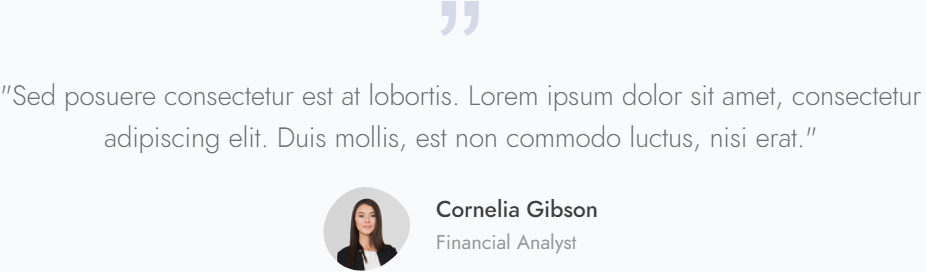 ”
"Sed posuere consectetur est at lobortis. Lorem ipsum dolor sit amet, consectetur
adipiscing elit. Duis mollis, est non commodo luctus, nisi erat."
Cornelia Gibson
Financial Analyst